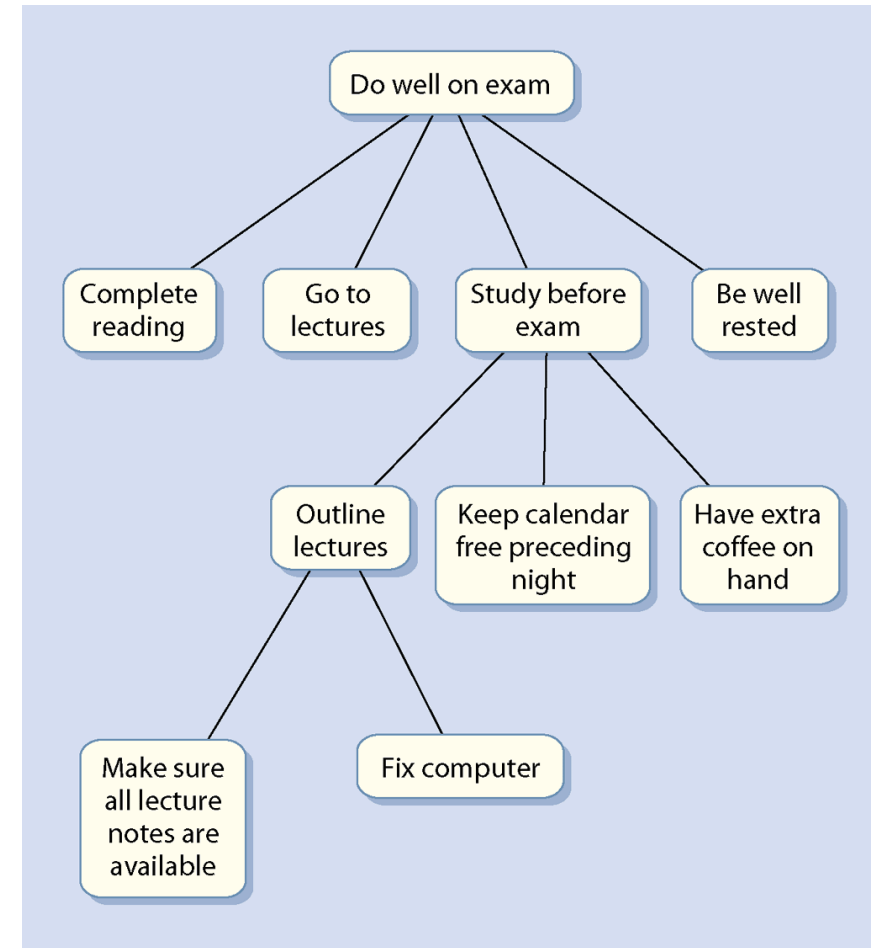 Do well on exam
Complete
reading
Go to
lectures
Study before
exam
Be well
rested
Outline
lectures
Keep calendar
free preceding
night
Have extra
coffee on
hand
Make sure
all lecture
notes are
available
Fix computer